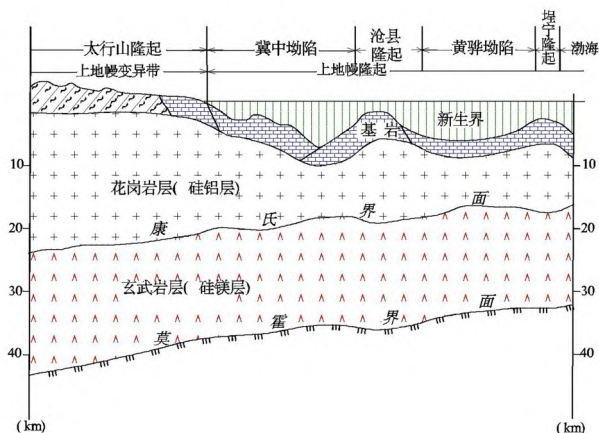 太行山隆起
冀中坳陷
沧县隆起
黄骅坳陷
埕宁隆起
渤海
上地幔变异带
上地幔隆起
新生界
基岩
10
10
花岗岩层(硅铝层)
康氏界面
20
20
玄武岩层(硅镁层)
30
30
莫霍界面
40
40
(km)
(km)